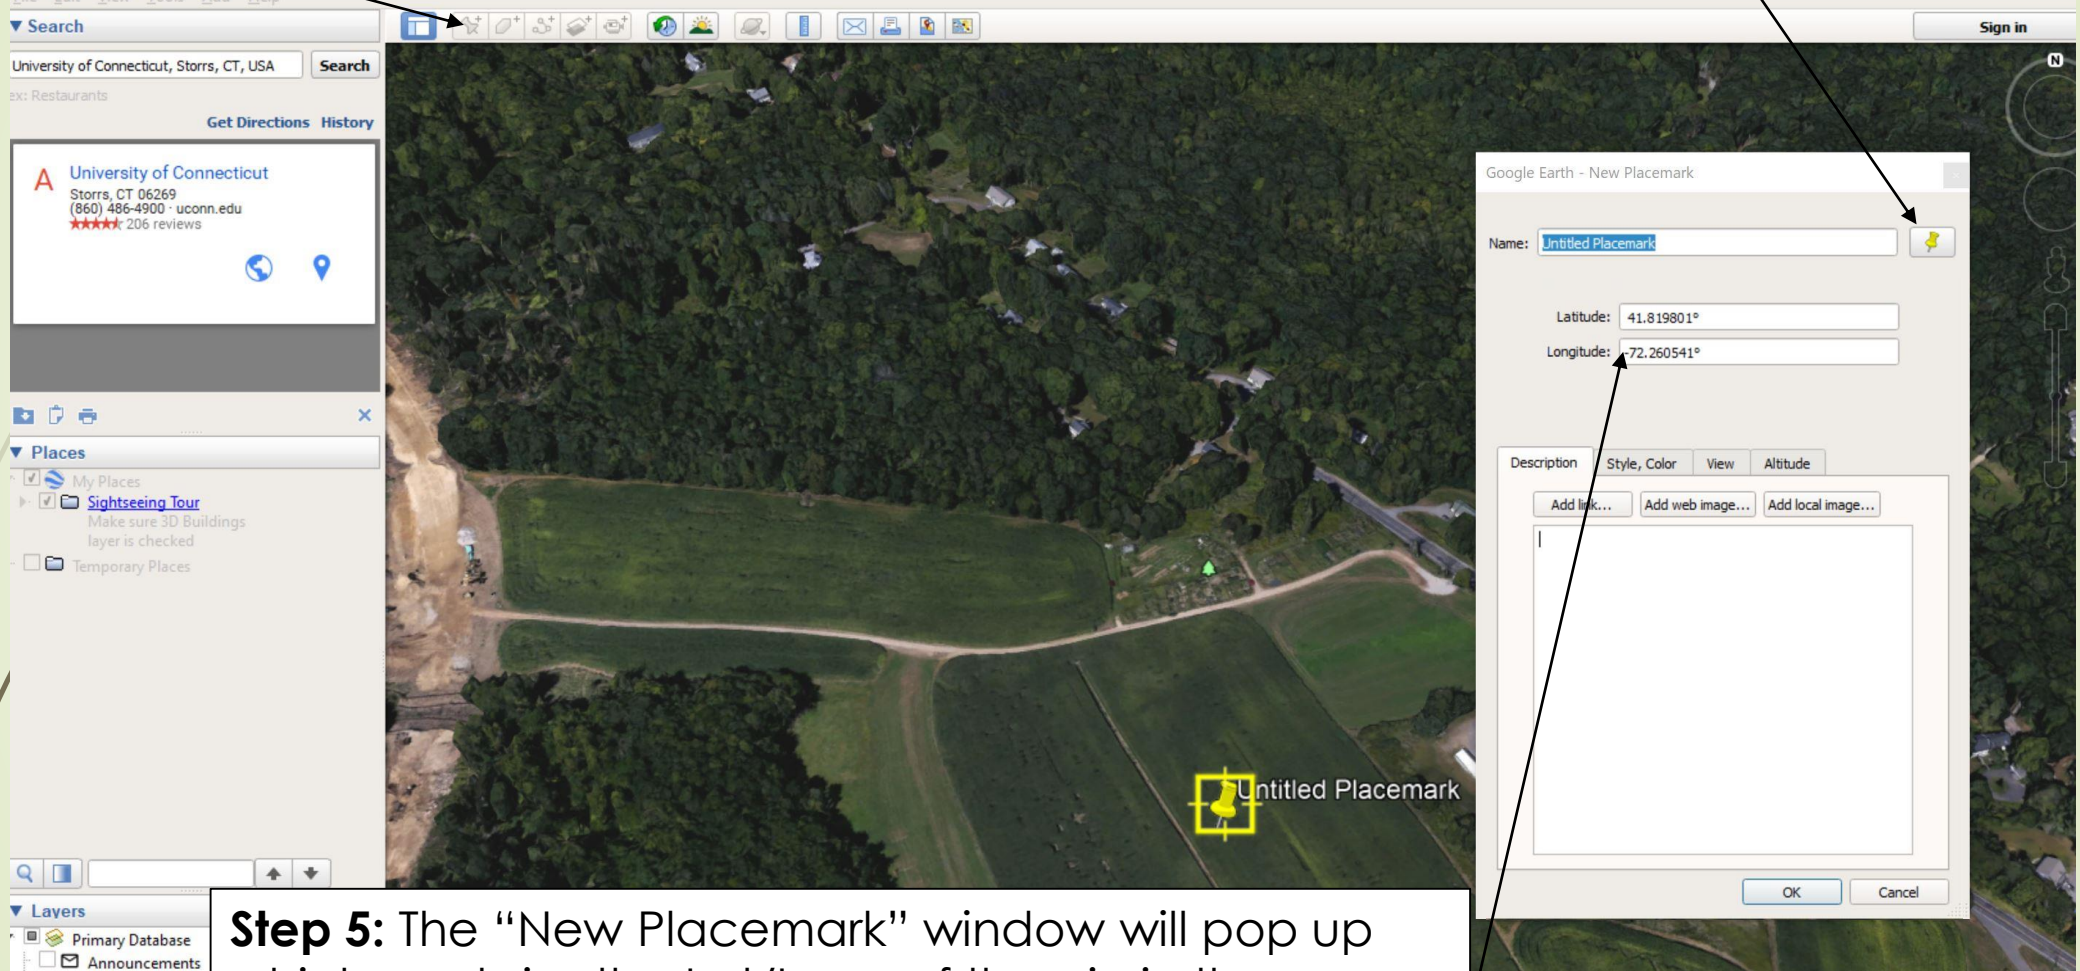 Search
Sign in
University of Connecticut, Storrs, CT, USA
Search
ex: Restaurants
Get Directions History
A
University of Connecticut
Storrs, CT 06269
(860) 486-4900 · uconn.edu
206 reviews
Places
My Places
Sightseeing Tour
Make sure 3D Buildings
layer is checked
Temporary Places
Layers
Primary Database
Announcements
N
Google Earth - New Placemark
Name: Untitled Placemark
Latitude: 41.819801°
Longitude: -72.260541°
Description Style, Color View Altitude
Add link... Add web image... Add local image...
OK Cancel
Untitled Placemark
Step 5: The “New Placemark” window will pop up